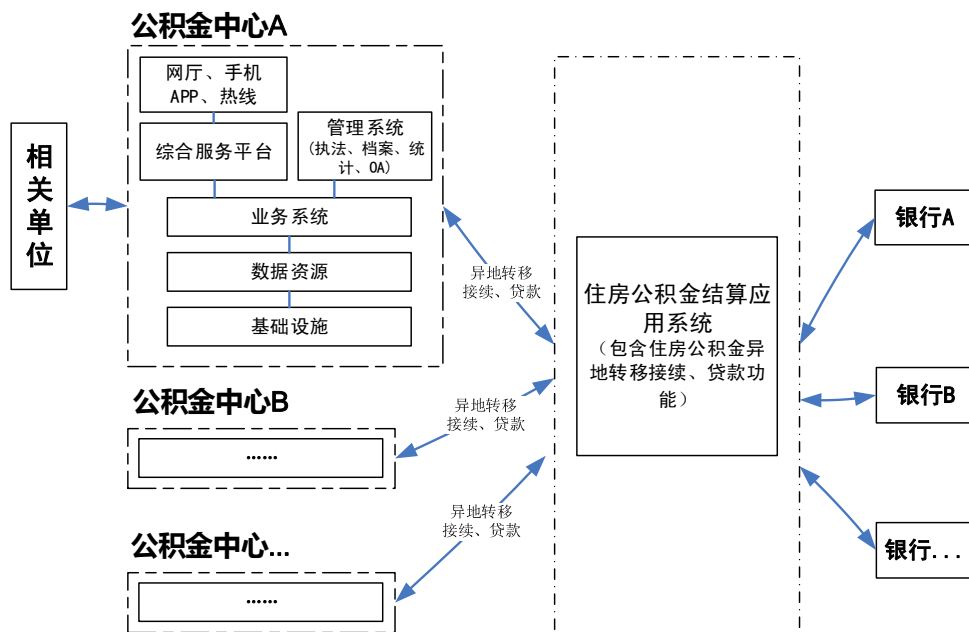 公积金中心A
网厅、手机
APP、热线
综合服务平台
管理系统
(执法、档案、统
计、OA)
业务系统
数据资源
基础设施
相
关
单
位
异地转移
接续、贷款
公积金中心B
……
异地转移
接续、贷款
公积金中心...
……
异地转移
接续、贷款
住房公积金结算应
用系统
（包含住房公积金异
地转移接续、贷款功
能）
银行A
银行B
银行...